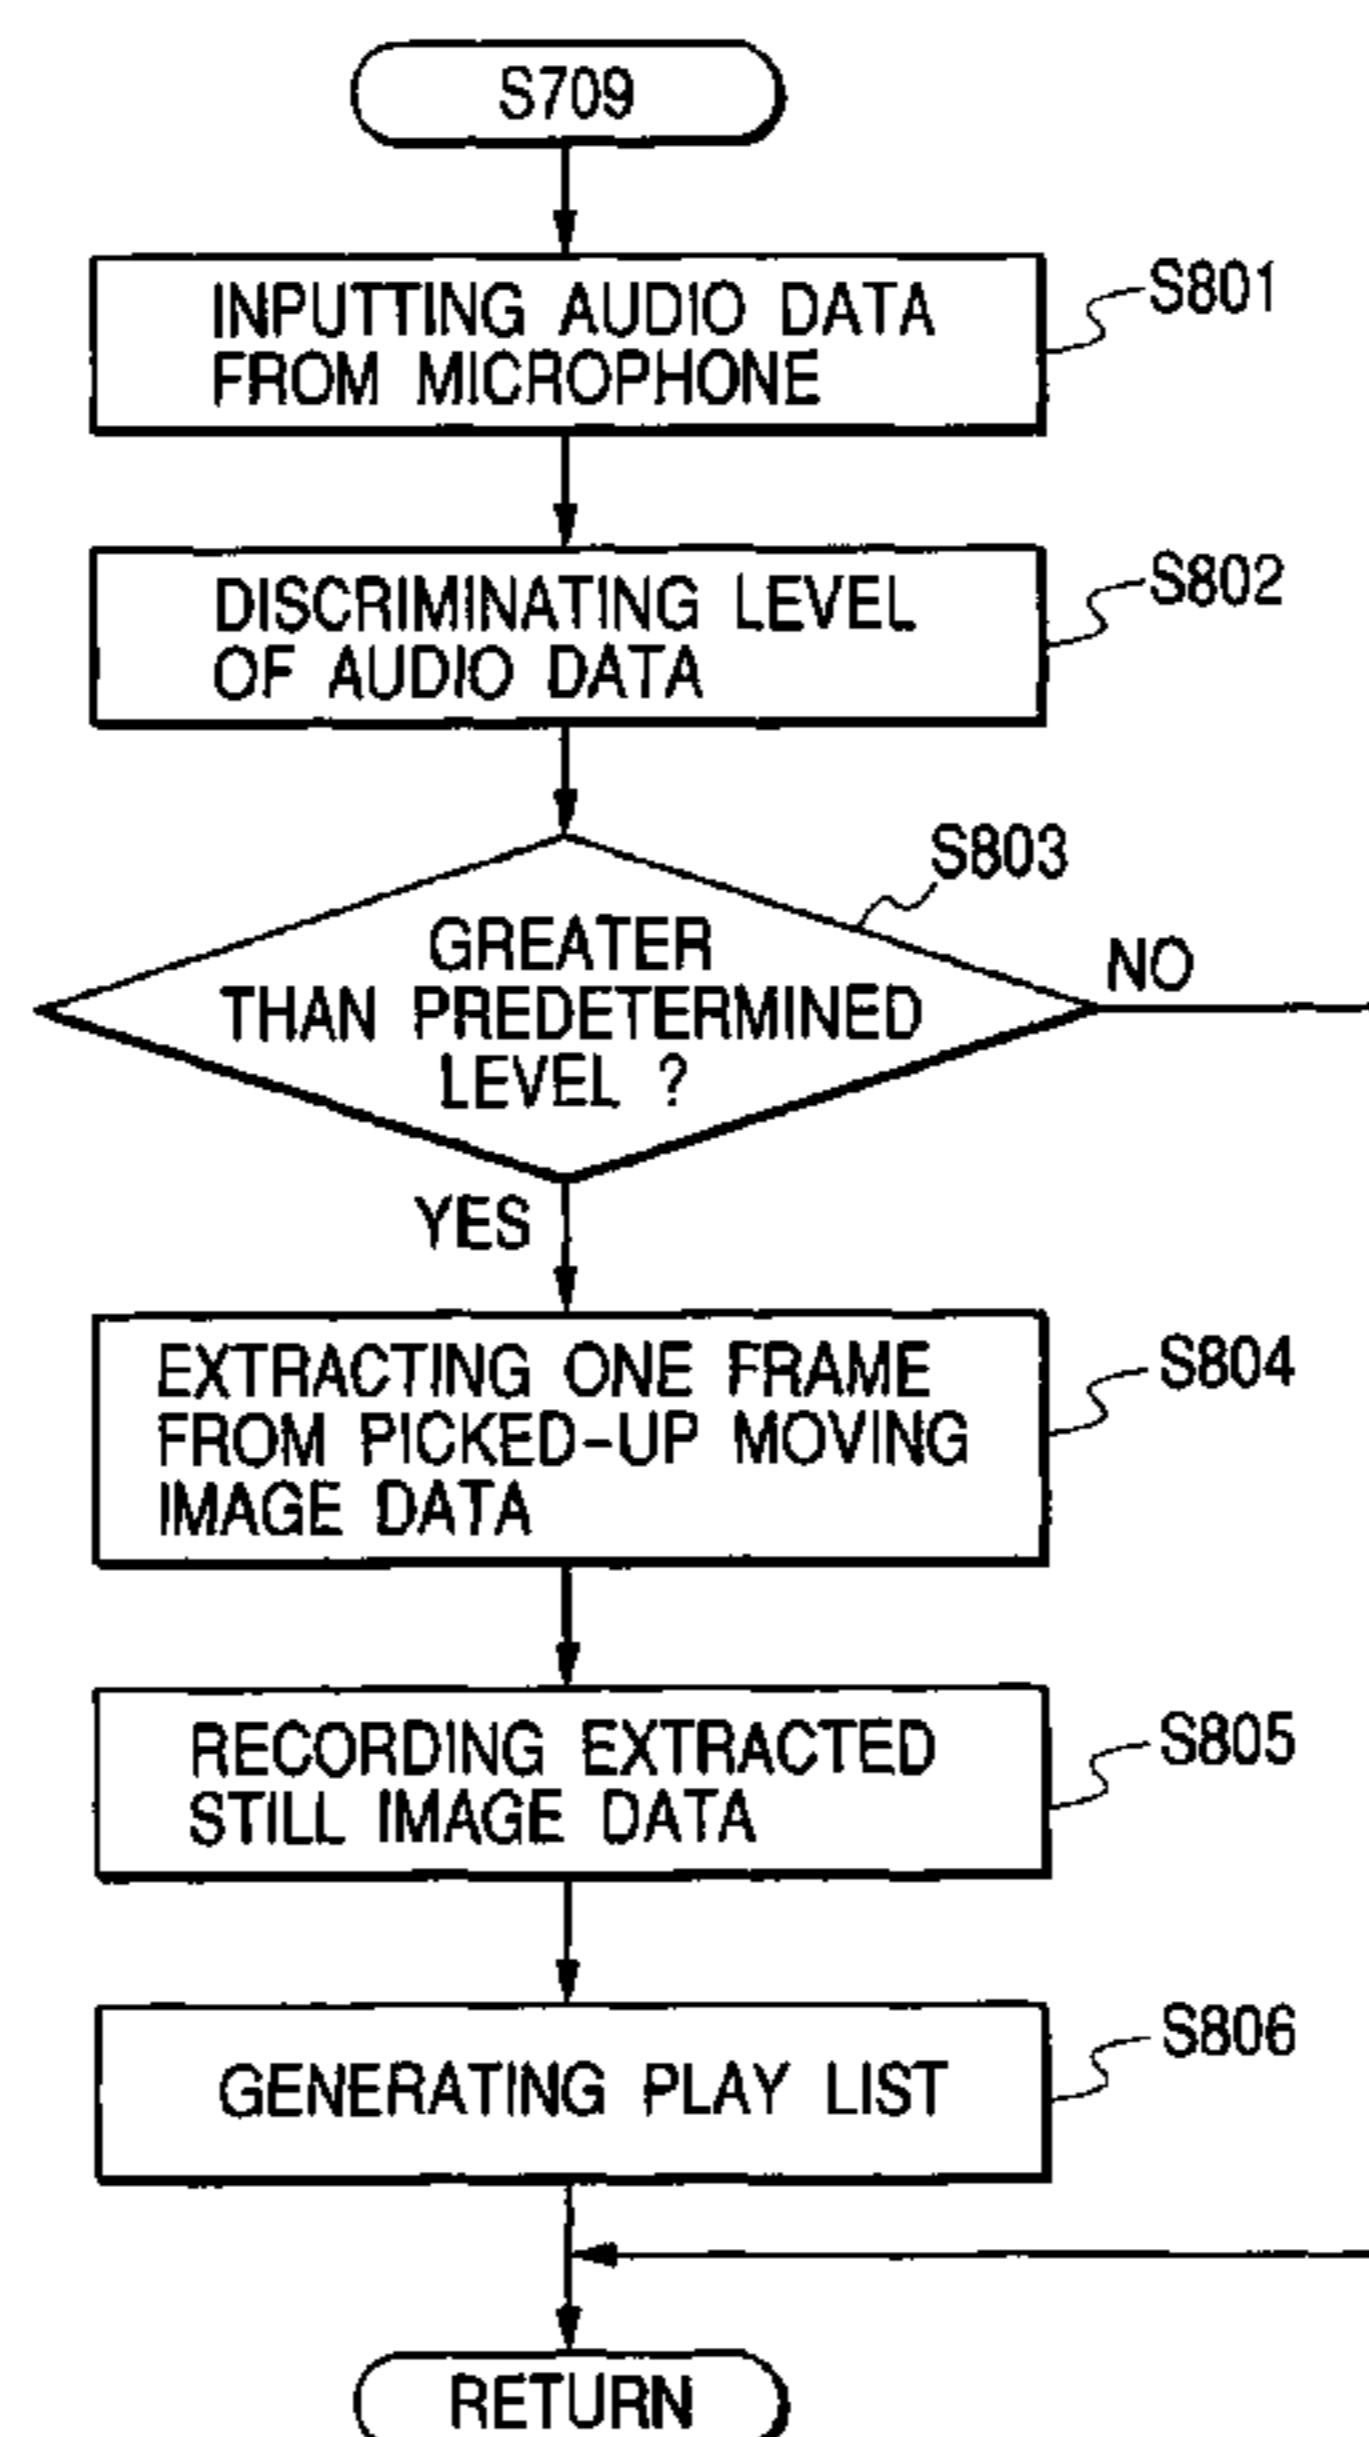 S709
INPUTTING AUDIO DATA
FROM MICROPHONE
S801
DISCRIMINATING LEVEL
OF AUDIO DATA
S802
S803
GREATER
THAN PREDETERMINED
LEVEL ?
NO
YES
EXTRACTING ONE FRAME
FROM PICKED-UP MOVING
IMAGE DATA
S804
RECORDING EXTRACTED
STILL IMAGE DATA
S805
GENERATING PLAY LIST
S806
RETURN